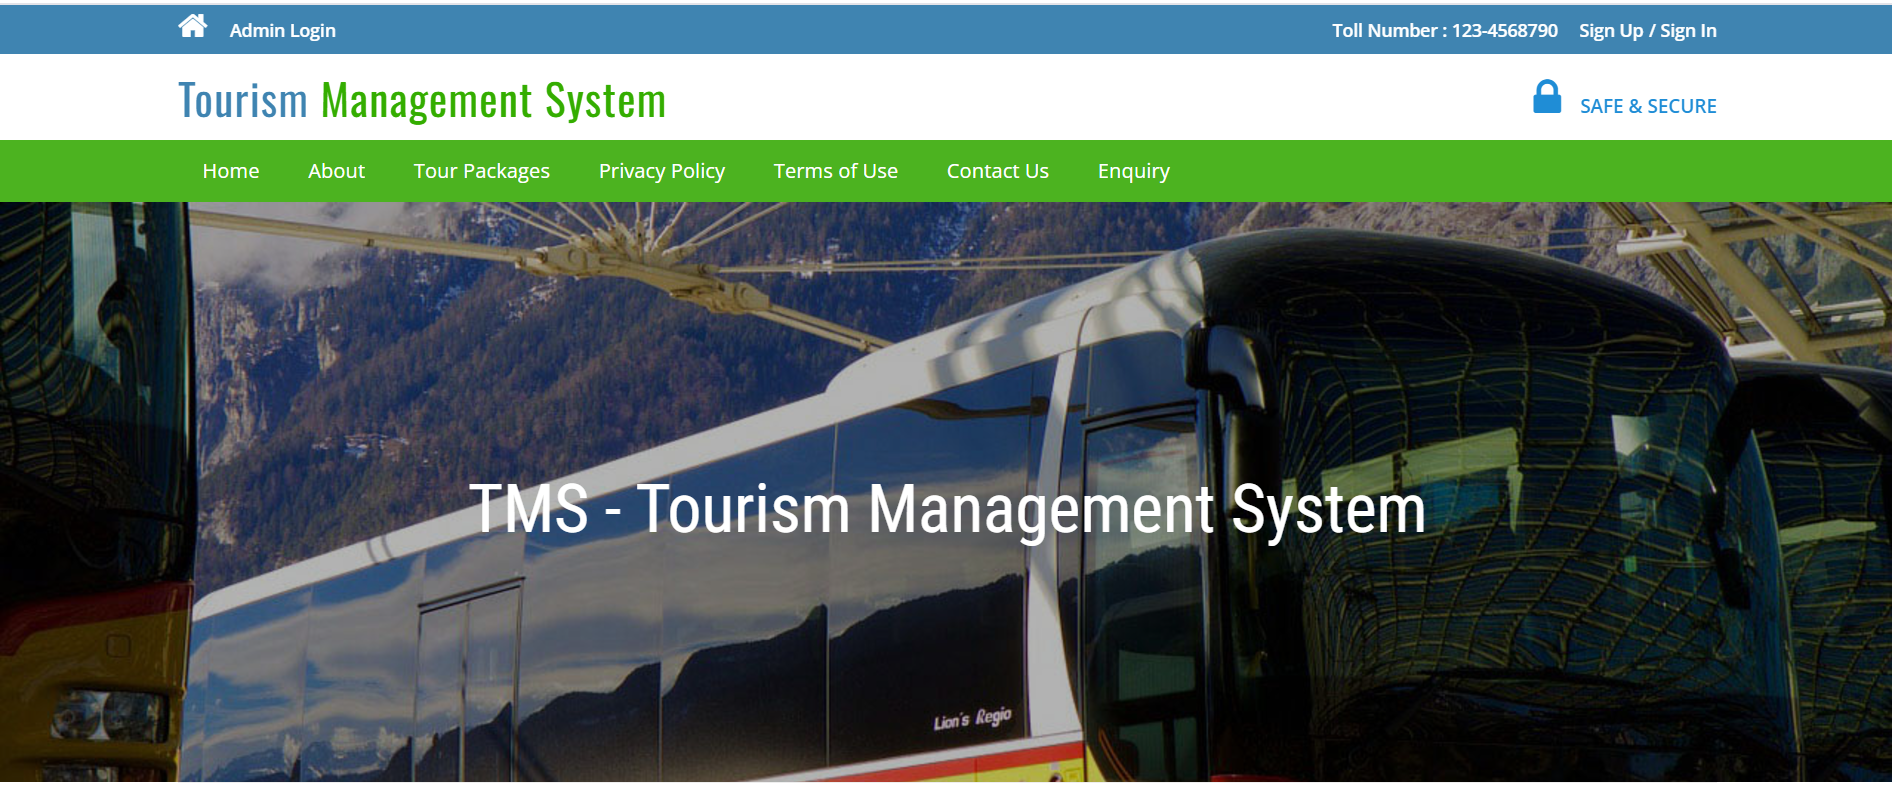 Admin Login
Toll Number : 123-4568790 Sign Up / Sign In
Tourism Management System
SAFE & SECURE
Home About Tour Packages Privacy Policy Terms of Use Contact Us Enquiry
TMS - Tourism Management System
Lion's Regio